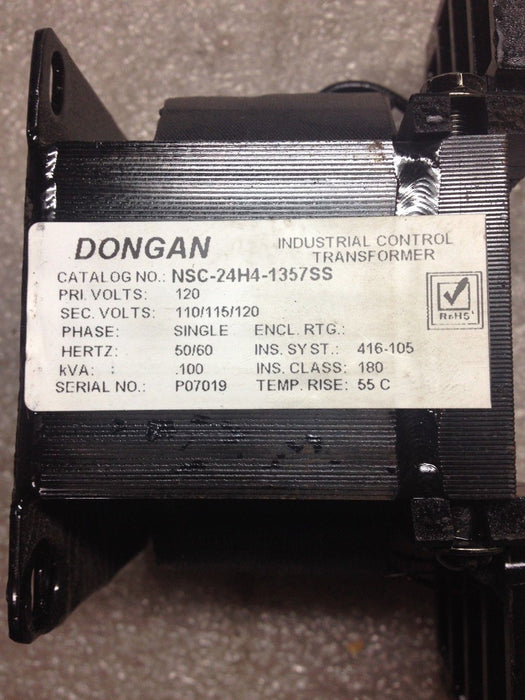 DONGAN
INDUSTRIAL CONTROL
TRANSFORMER
CATALOG NO.: NSC-24H4-1357SS
PRI. VOLTS: 120
SEC. VOLTS: 110/115/120
PHASE: SINGLE ENCL. RTG.:
HERTZ: 50/60 INS. SYST.: 416-105
kVA: : .100 INS. CLASS: 180
SERIAL NO.: P07019 TEMP. RISE: 55 C
RoHS